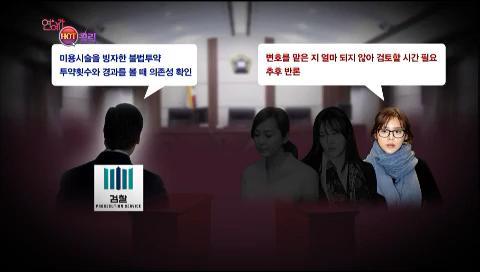 연예가
HOT 클릭
미용시술을 빙자한 불법투약
투약횟수와 경과를 볼 때 의존성 확인
변호를 맡은 지 얼마 되지 않아 검토할 시간 필요
추후 반론
검찰
PROSECUTION SERVICE